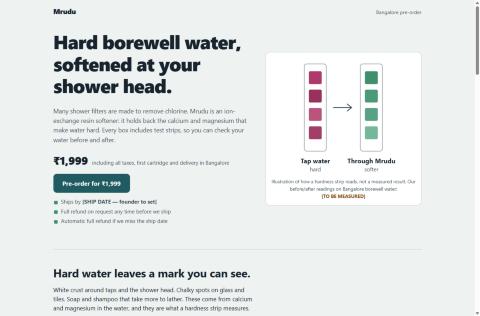 Mrudu
Bangalore pre-order
Hard borewell water,
softened at your
shower head.
Many shower filters are made to remove chlorine. Mrudu is an ion-
exchange resin softener: it holds back the calcium and magnesium that
make water hard. Every box includes test strips, so you can check your
water before and after.
₹1,999 including all taxes, first cartridge and delivery in Bangalore
Pre-order for ₹1,999
Ships by [SHIP DATE — founder to set]
Full refund on request any time before we ship
Automatic full refund if we miss the ship date
Tap water
hard
Through Mrudu
softer
Illustration of how a hardness strip reads, not a measured result. Our
before/after readings on Bangalore borewell water:
[TO BE MEASURED]
Hard water leaves a mark you can see.
White crust around taps and the shower head. Chalky spots on glass and
tiles. Soap and shampoo that take more to lather. These come from calcium
and magnesium in the water, and they are what a hardness strip measures.